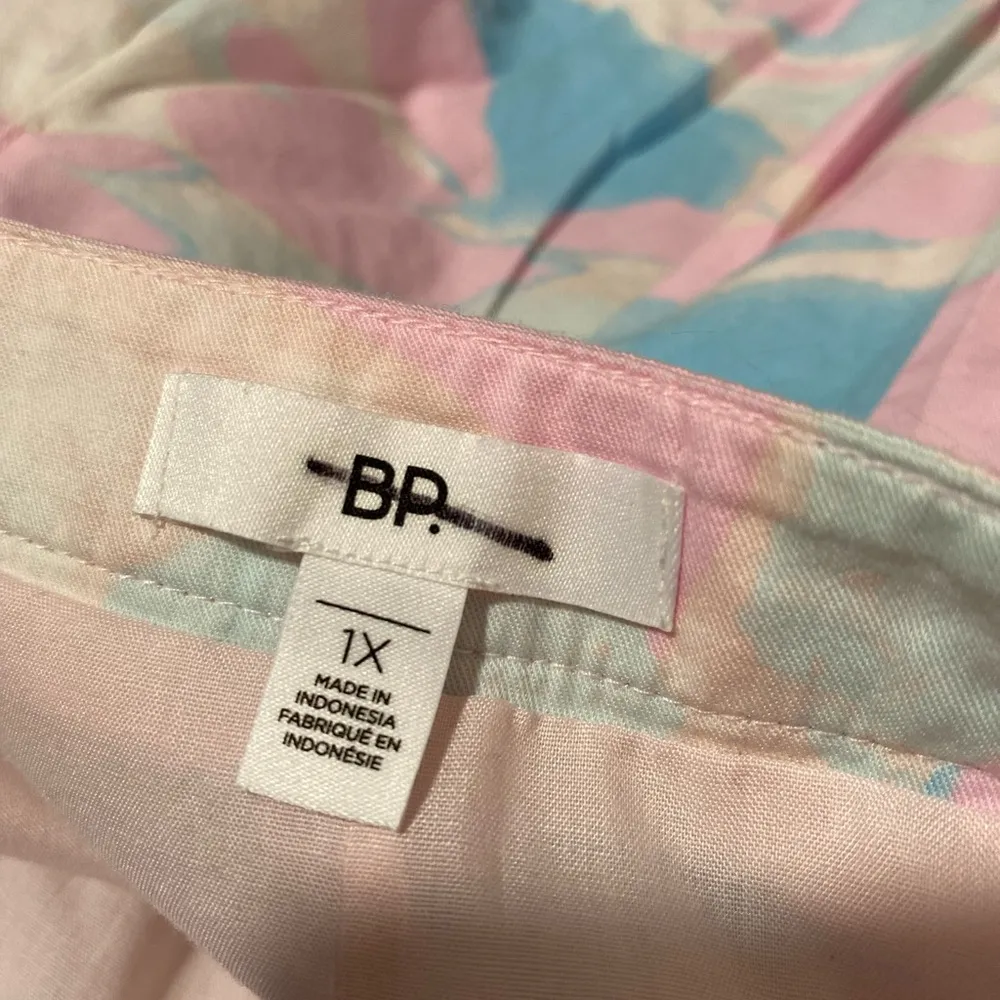 BP.
1X
MADE IN
INDONESIA
FABRIQUÉ EN
INDONÉSIE